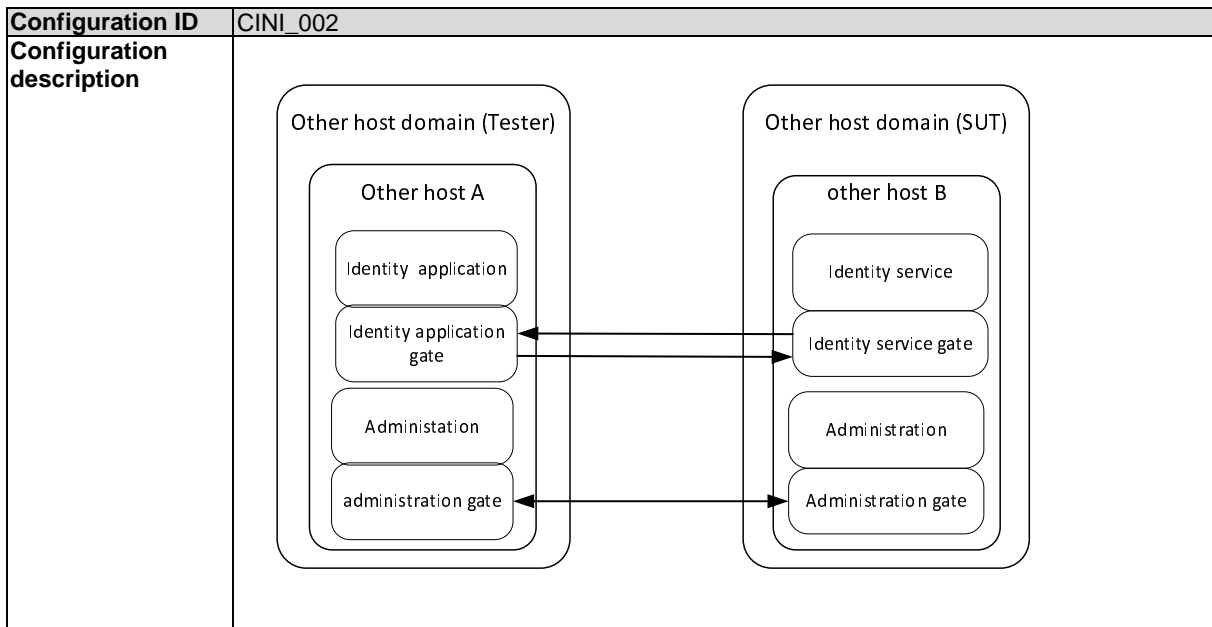 Configuration ID CINI_002
Configuration
description
Other host domain (Tester)
Other host A
Identity application
Identity application
gate
Administation
administration gate
Other host domain (SUT)
other host B
Identity service
Identity service gate
Administration
Administration gate